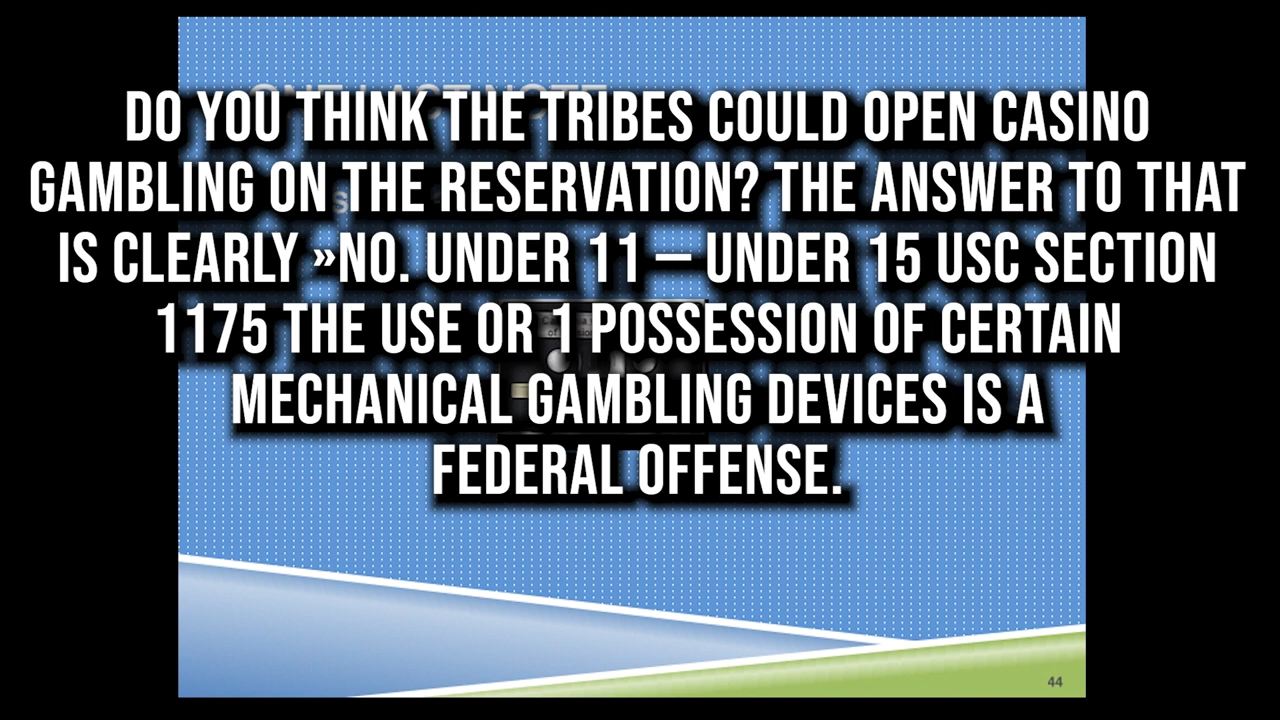 DO YOU THINK THE TRIBES COULD OPEN CASINO
GAMBLING ON THE RESERVATION? THE ANSWER TO THAT
IS CLEARLY »NO. UNDER 11 – UNDER 15 USC SECTION
1175 THE USE OR 1 POSSESSION OF CERTAIN
MECHANICAL GAMBLING DEVICES IS A
FEDERAL OFFENSE.
44